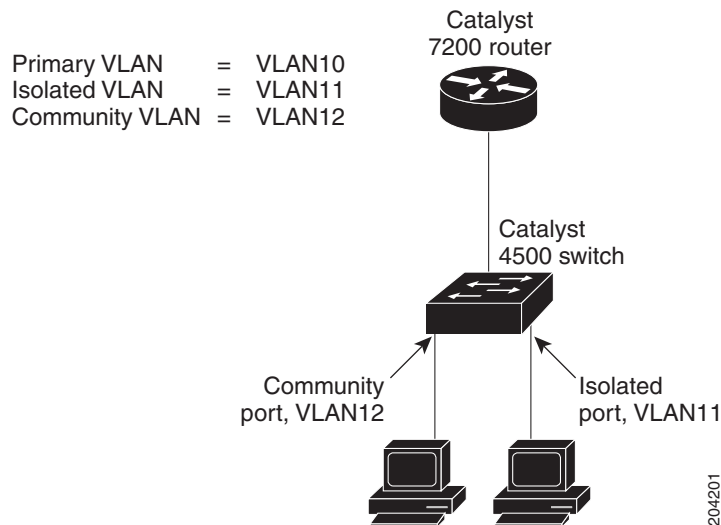 Catalyst
7200 router
Primary VLAN = VLAN10
Isolated VLAN = VLAN11
Community VLAN = VLAN12
Catalyst
4500 switch
Community
port, VLAN12
Isolated
port, VLAN11
204201